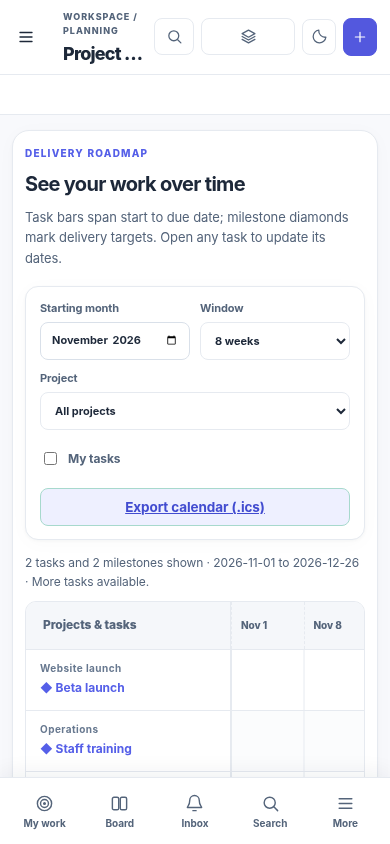 WORKSPACE /
PLANNING
Project ...
DELIVERY ROADMAP
See your work over time
Task bars span start to due date; milestone diamonds
mark delivery targets. Open any task to update its
dates.
Starting month
Window
November 2026
8 weeks
Project
All projects
My tasks
Export calendar (.ics)
2 tasks and 2 milestones shown · 2026-11-01 to 2026-12-26
· More tasks available.
Projects & tasks
Nov 1
Nov 8
Website launch
◆ Beta launch
Operations
◆ Staff training
My work
Board
Inbox
Search
More